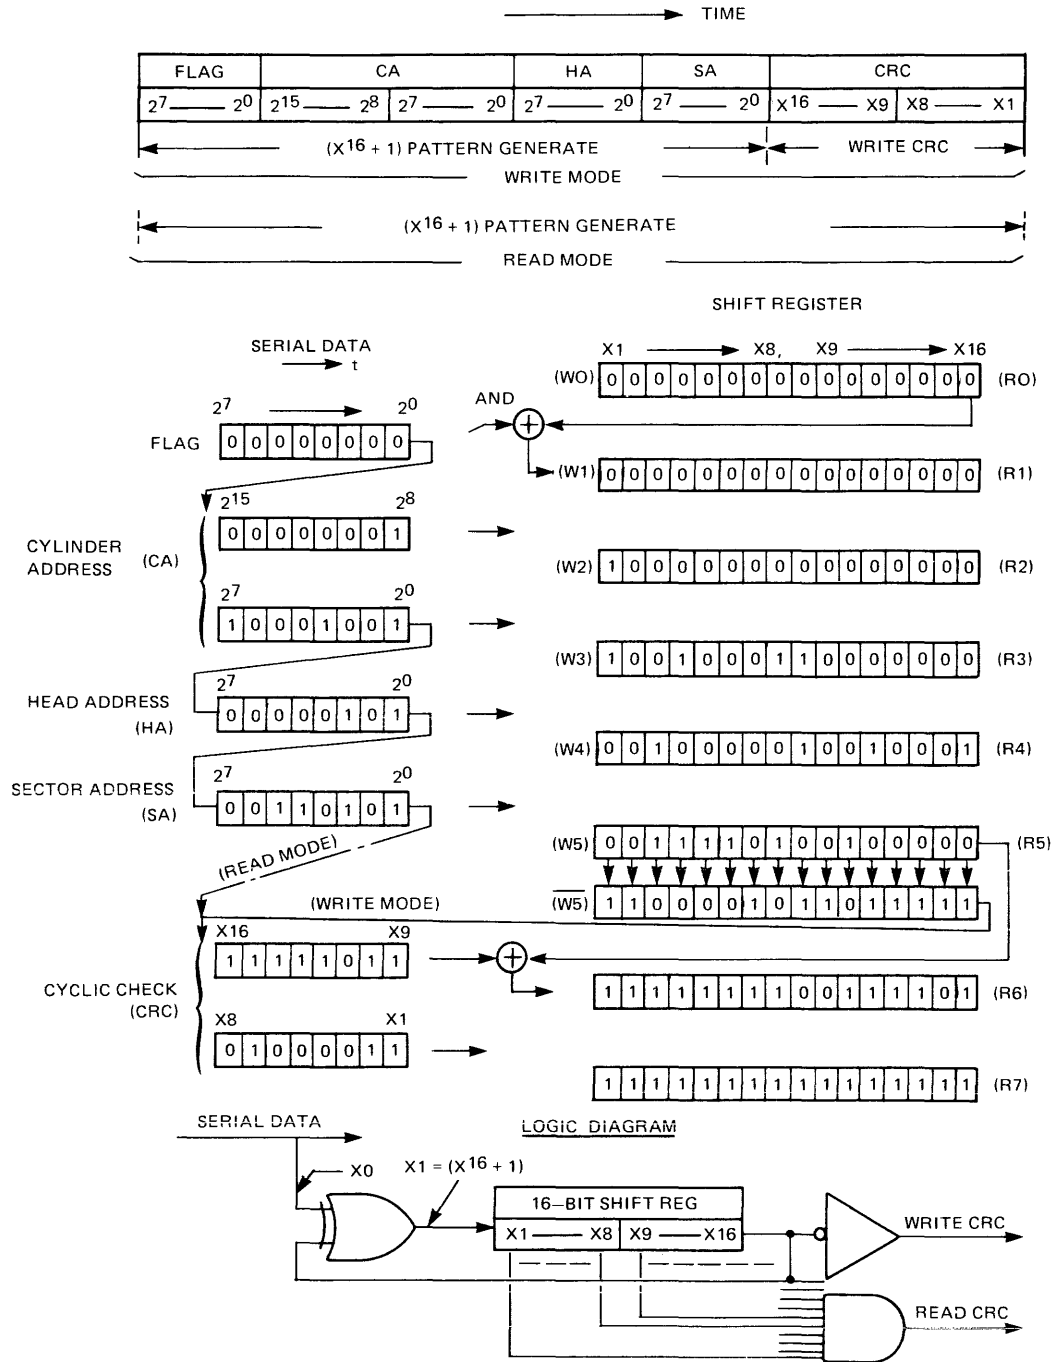 TIME
FLAG CA HA SA CRC
2⁷ 2⁰ 2¹⁵ 2⁸ 2⁷ 2⁰ 2⁷ 2⁰ 2⁷ 2⁰ X¹⁶ X9 X8 X1
(X¹⁶ + 1) PATTERN GENERATE WRITE CRC
WRITE MODE
(X¹⁶ + 1) PATTERN GENERATE
READ MODE
SHIFT REGISTER
SERIAL DATA
t
X1 X8, X9 X16
(WO) 0 0 0 0 0 0 0 0 0 0 0 0 0 0 0 0 (RO)
2⁷ 2⁰
AND
FLAG 0 0 0 0 0 0 0 0
(W1) 0 0 0 0 0 0 0 0 0 0 0 0 0 0 0 0 (R1)
2¹⁵ 2⁸
0 0 0 0 0 0 0 1
CYLINDER
ADDRESS (CA)
(W2) 1 0 0 0 0 0 0 0 0 0 0 0 0 0 0 0 (R2)
2⁷ 2⁰
1 0 0 0 1 0 0 1
(W3) 1 0 0 1 0 0 0 1 1 0 0 0 0 0 0 0 (R3)
2⁷ 2⁰
HEAD ADDRESS
(HA)
0 0 0 0 0 1 0 1
(W4) 0 0 1 0 0 0 0 0 1 0 0 1 0 0 0 1 (R4)
2⁷ 2⁰
SECTOR ADDRESS
(SA)
0 0 1 1 0 1 0 1
(W5) 0 0 1 1 1 1 0 1 0 0 1 0 0 0 0 0 (R5)
(READ MODE)
(W5) 1 1 0 0 0 0 1 0 1 1 0 1 1 1 1 1
(WRITE MODE)
X16 X9
1 1 1 1 1 0 1 1
CYCLIC CHECK
(CRC)
1 1 1 1 1 1 1 1 0 0 1 1 1 1 0 1 (R6)
X8 X1
0 1 0 0 0 0 1 1
1 1 1 1 1 1 1 1 1 1 1 1 1 1 1 1 (R7)
SERIAL DATA
LOGIC DIAGRAM
X0
X1 = (X¹⁶ + 1)
16–BIT SHIFT REG
X1 X8 X9 X16
WRITE CRC
READ CRC